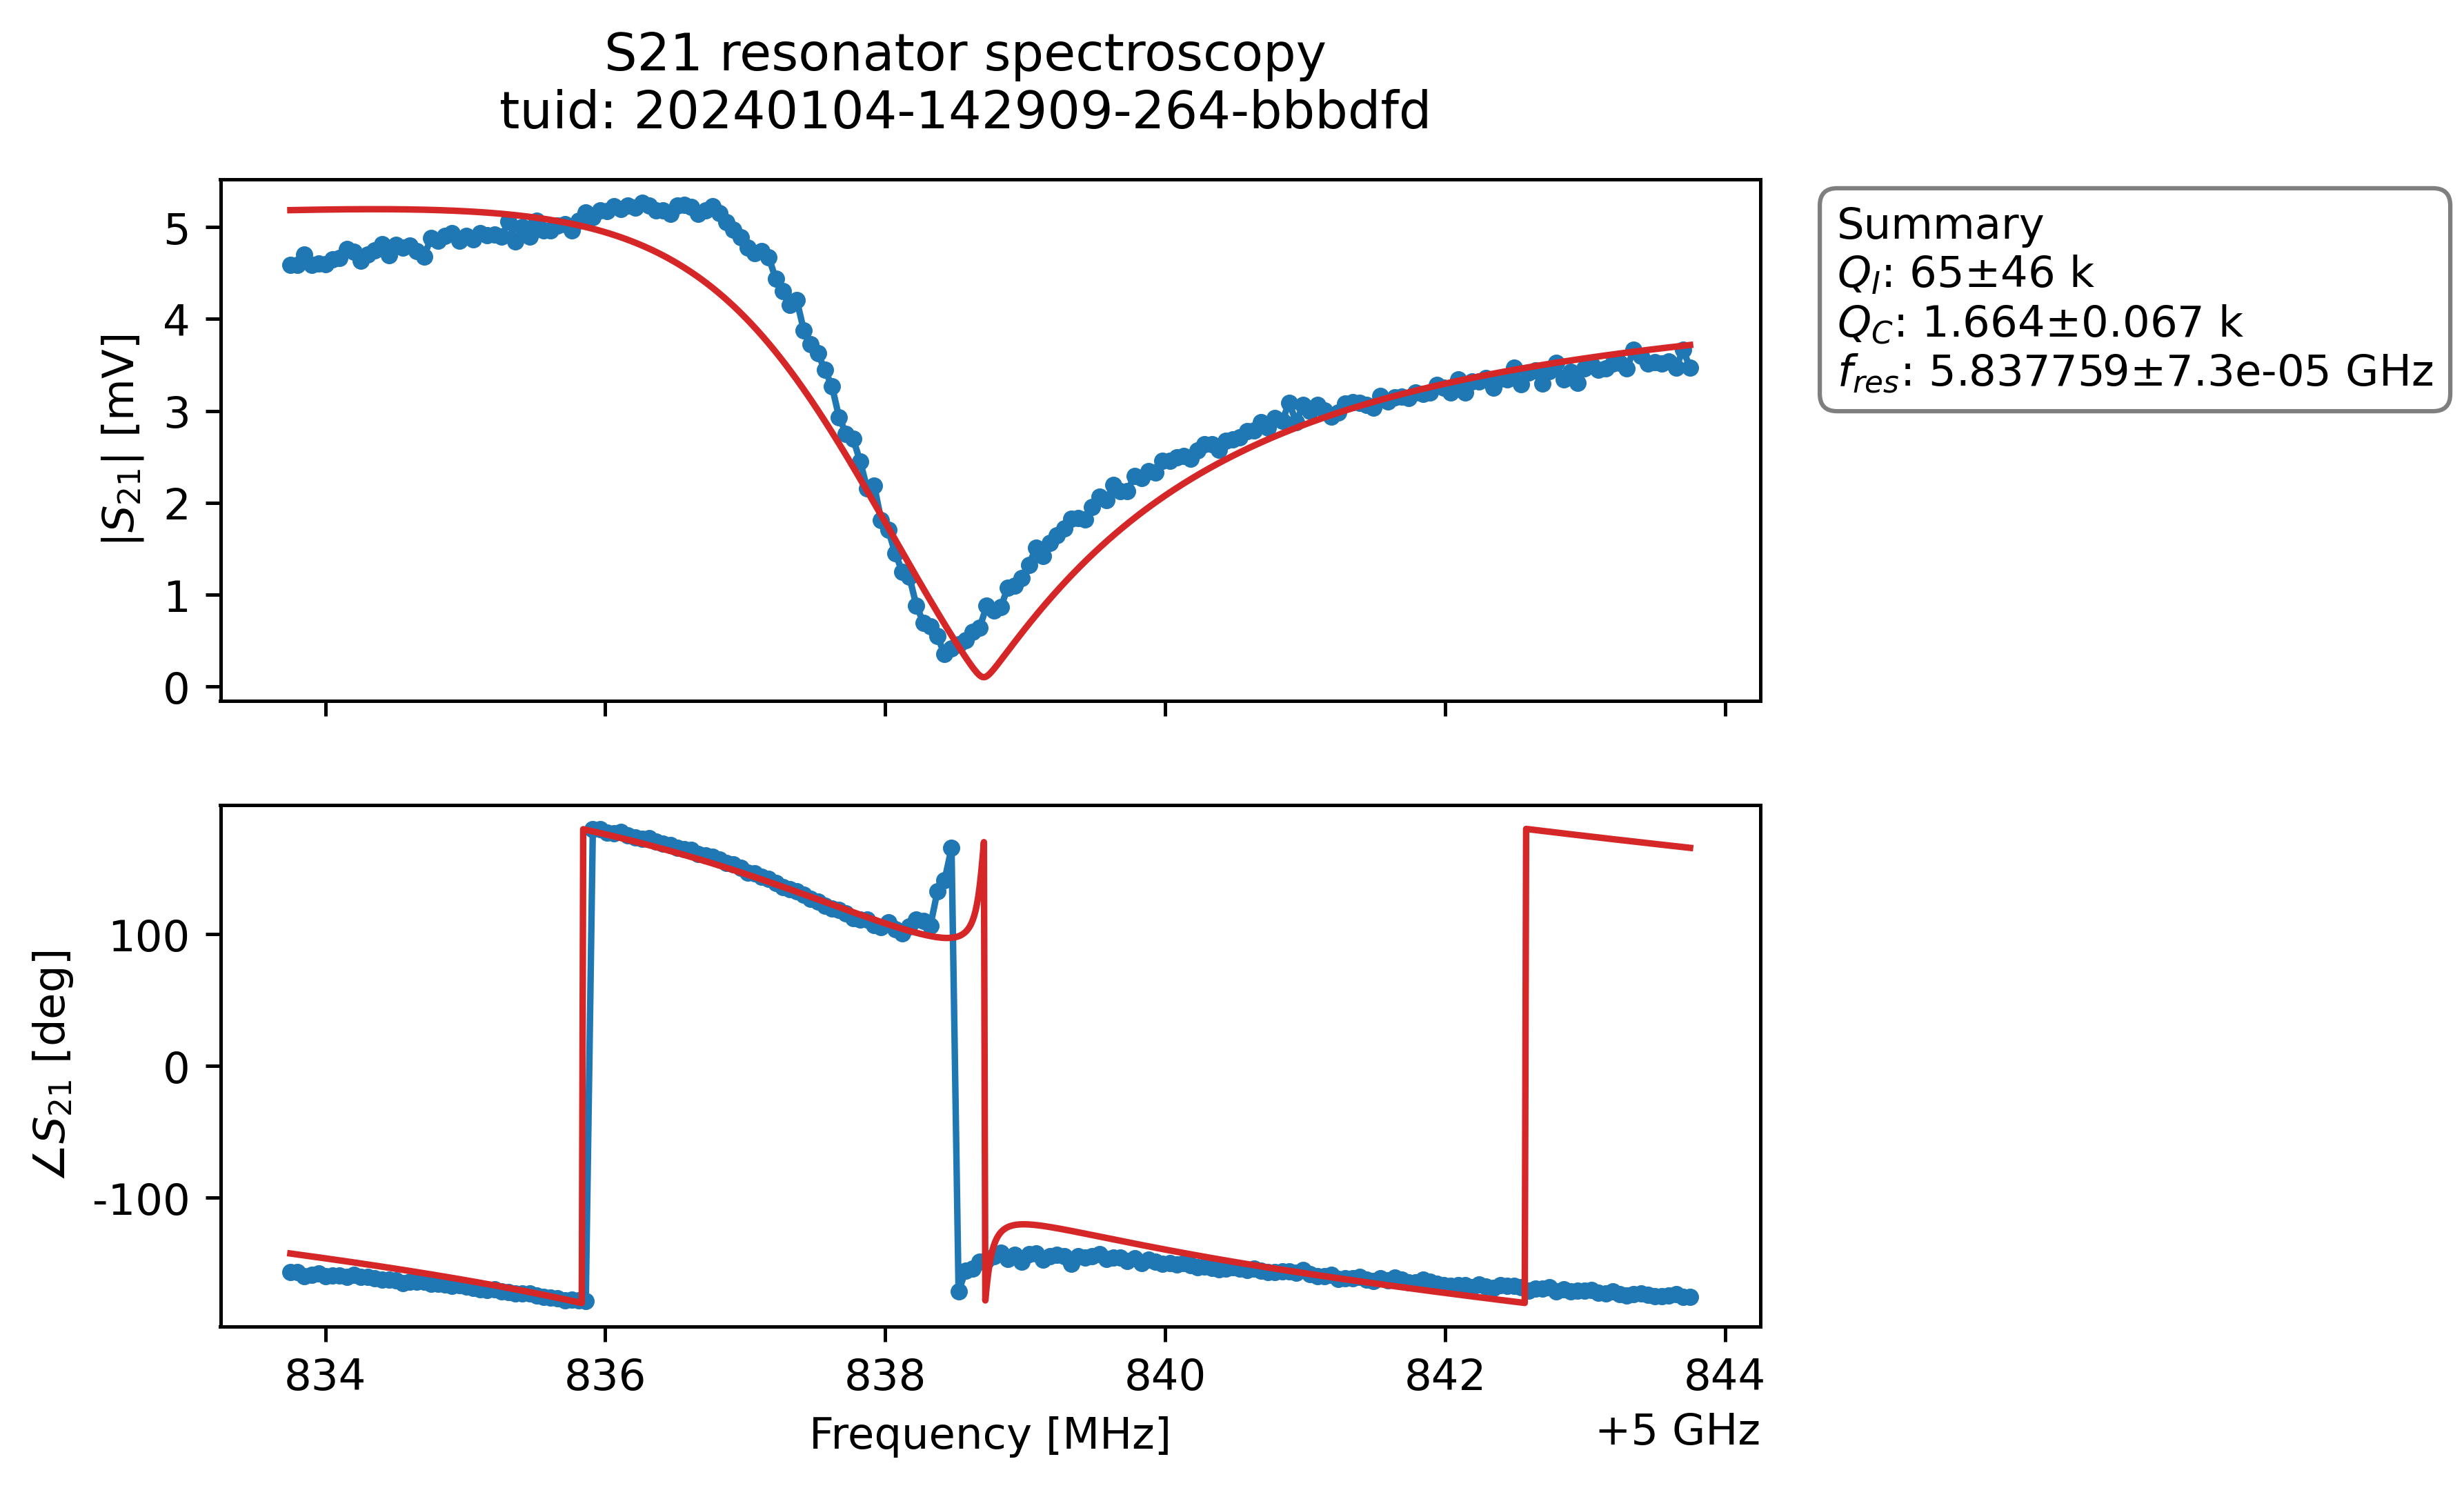 S21 resonator spectroscopy
tuid: 20240104-142909-264-bbbdfd
|S21| [mV]
5
4
3
2
1
0
Summary
Ql: 65±46 k
QC: 1.664±0.067 k
fres: 5.837759±7.3e-05 GHz
∠S21 [deg]
100
0
-100
834 836 838 840 842 844
Frequency [MHz]
+5 GHz